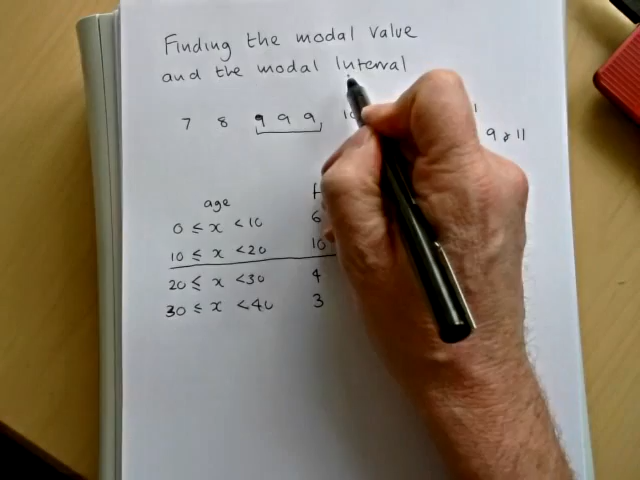 Finding the modal value
and the modal Interval
7 8 9 9 9 10
9 & 11
age
0 ≤ x < 10 6
10 ≤ x < 20 10
20 ≤ x < 30 4
30 ≤ x < 40 3